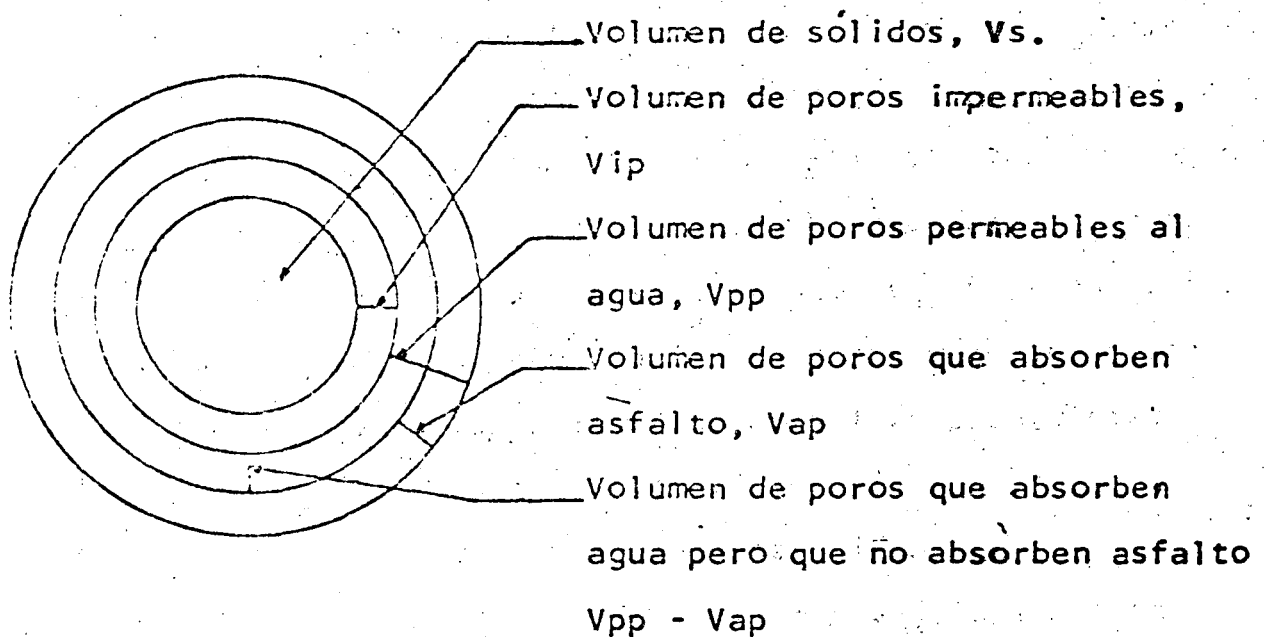 Volumen de sólidos, Vs.
Volumen de poros impermeables,
Vip
Volumen de poros permeables al
agua, Vpp
Volumen de poros que absorben
asfalto, Vap
Volumen de poros que absorben
agua pero que no absorben asfalto
Vpp - Vap